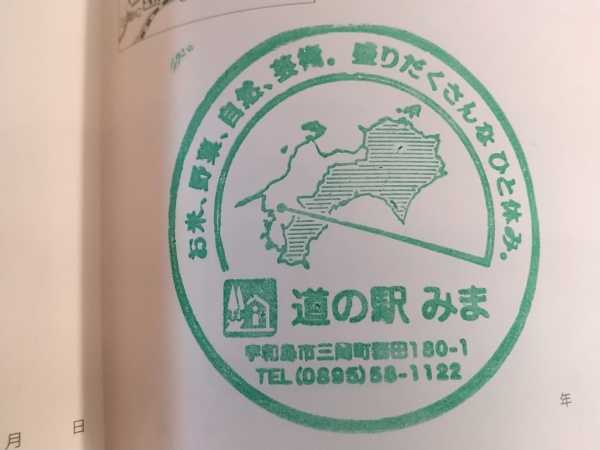 お米、野菜、自然、芸術。盛りだくさんなひと休み。
道の駅 みま
宇和島市三間町務田180-1
TEL(0895)58-1122
年
月 日